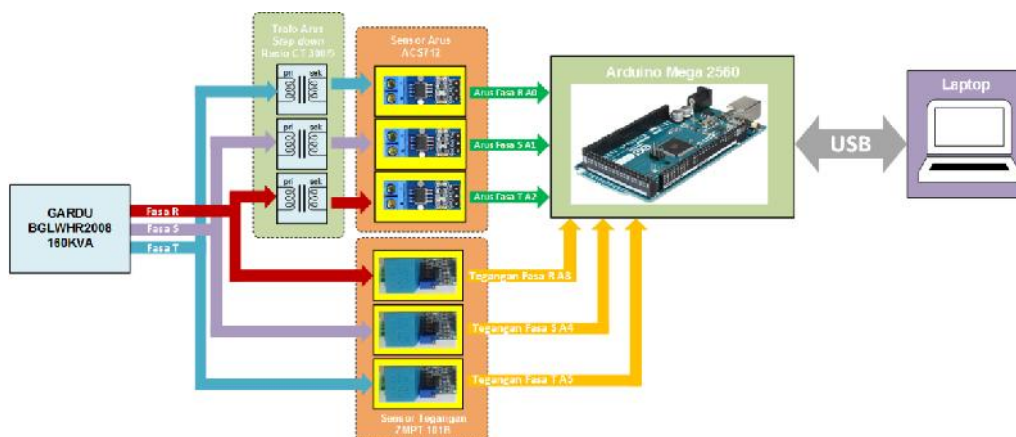 Trafo Arus
Step down
Rasio CT 300/5
pri sek
pri sek
pri sek
Sensor Arus
ACS712
Arus Fasa R A0
Arus Fasa S A1
Arus Fasa T A2
Arduino Mega 2560
USB
Laptop
GARDU
BGLWHR2008
160KVA
Fasa R
Fasa S
Fasa T
Tegangan Fasa R A3
Tegangan Fasa S A4
Tegangan Fasa T A5
Sensor Tegangan
ZMPT 101B